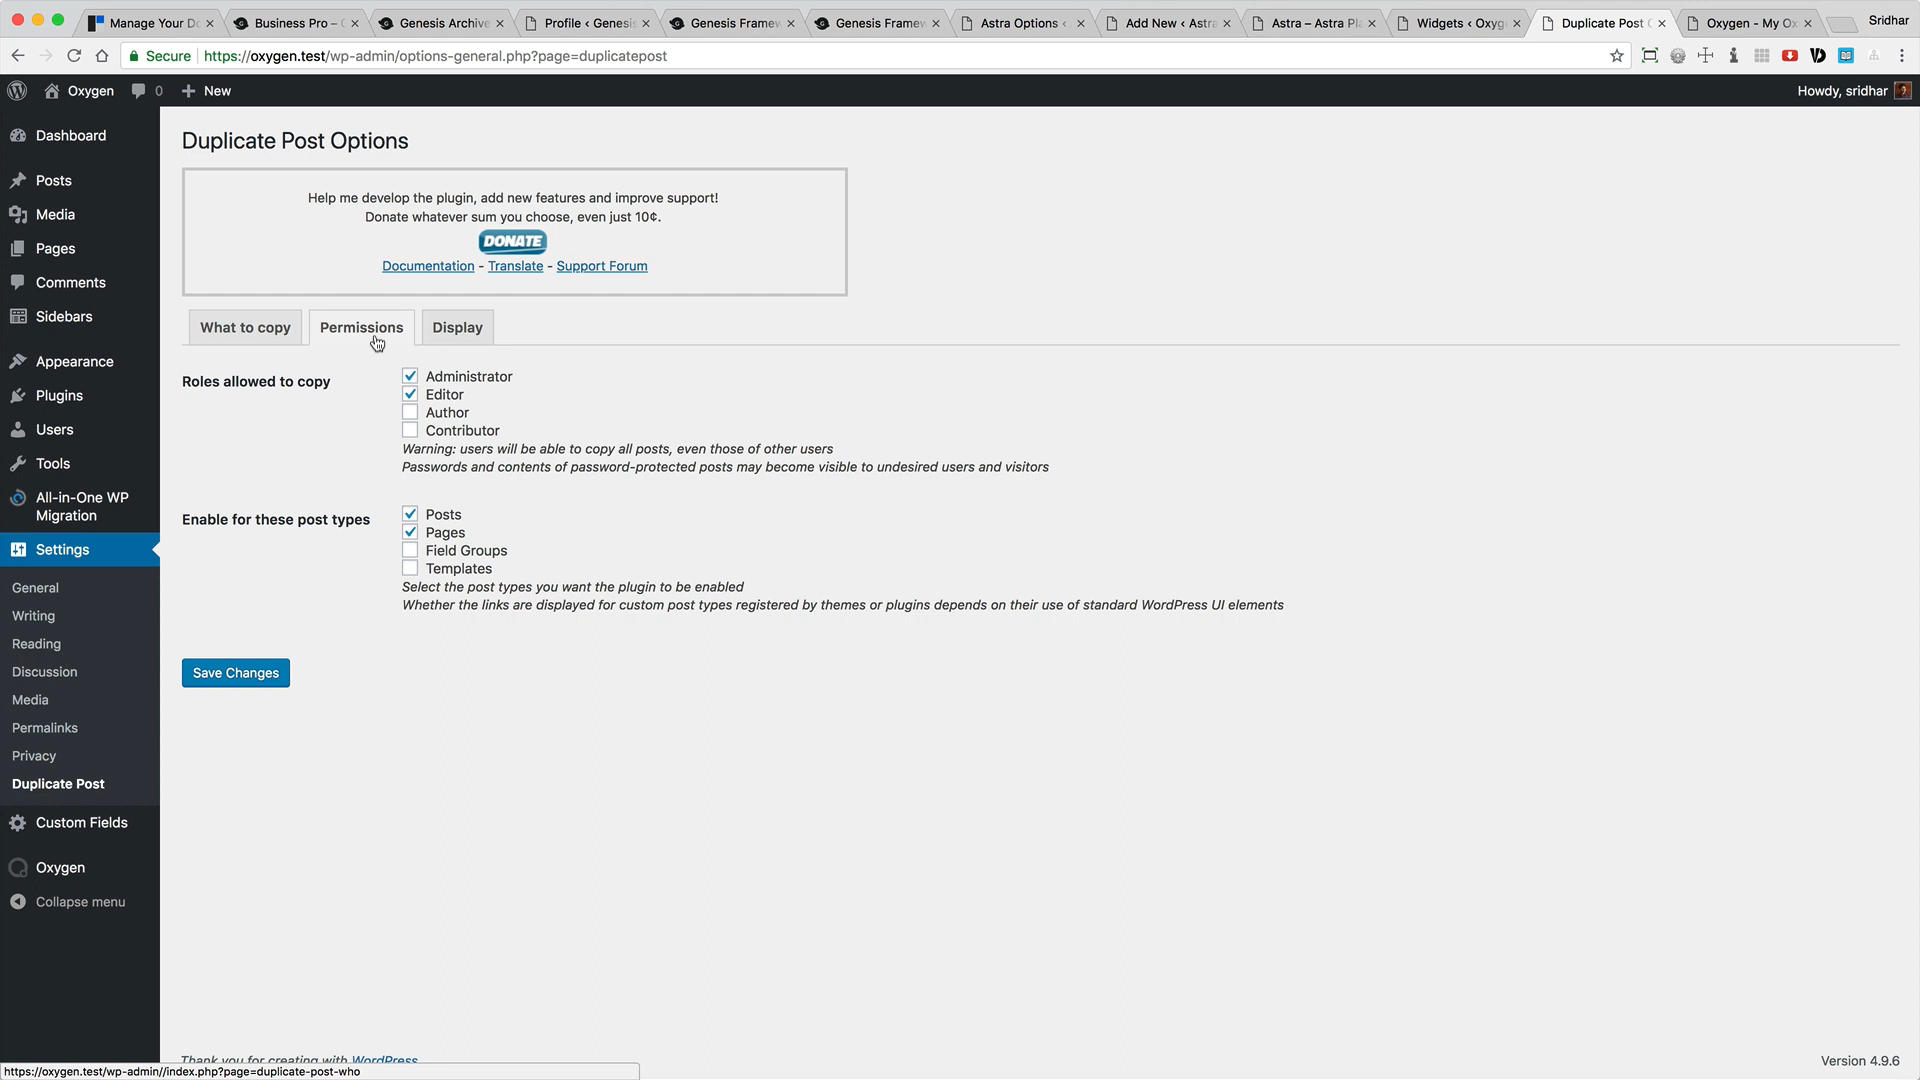 Manage Your Do
Business Pro – G
Genesis Archive
Profile ‹ Genesis
Genesis Framew
Genesis Framew
Astra Options ‹
Add New ‹ Astra
Astra – Astra Pl
Widgets ‹ Oxyg
Duplicate Post O
Oxygen - My Ox
Sridhar
Secure
https://oxygen.test/wp-admin/options-general.php?page=duplicatepost
Oxygen
0
New
Howdy, sridhar
Dashboard
Posts
Media
Pages
Comments
Sidebars
Appearance
Plugins
Users
Tools
All-in-One WP
Migration
Settings
General
Writing
Reading
Discussion
Media
Permalinks
Privacy
Duplicate Post
Custom Fields
Oxygen
Collapse menu
Duplicate Post Options
Help me develop the plugin, add new features and improve support!
Donate whatever sum you choose, even just 10¢.
DONATE
Documentation - Translate - Support Forum
What to copy
Permissions
Display
Roles allowed to copy
Administrator
Editor
Author
Contributor
Warning: users will be able to copy all posts, even those of other users
Passwords and contents of password-protected posts may become visible to undesired users and visitors
Enable for these post types
Posts
Pages
Field Groups
Templates
Select the post types you want the plugin to be enabled
Whether the links are displayed for custom post types registered by themes or plugins depends on their use of standard WordPress UI elements
Save Changes
Thank you for creating with WordPress
Version 4.9.6
https://oxygen.test/wp-admin//index.php?page=duplicate-post-who